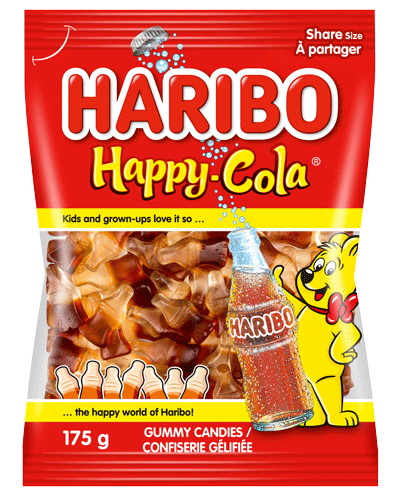 Share Size
À partager
HARIBO
Happy-Cola®
Kids and grown-ups love it so ...
HARIBO
... the happy world of Haribo!
175 g
GUMMY CANDIES /
CONFISERIE GÉLIFIÉE